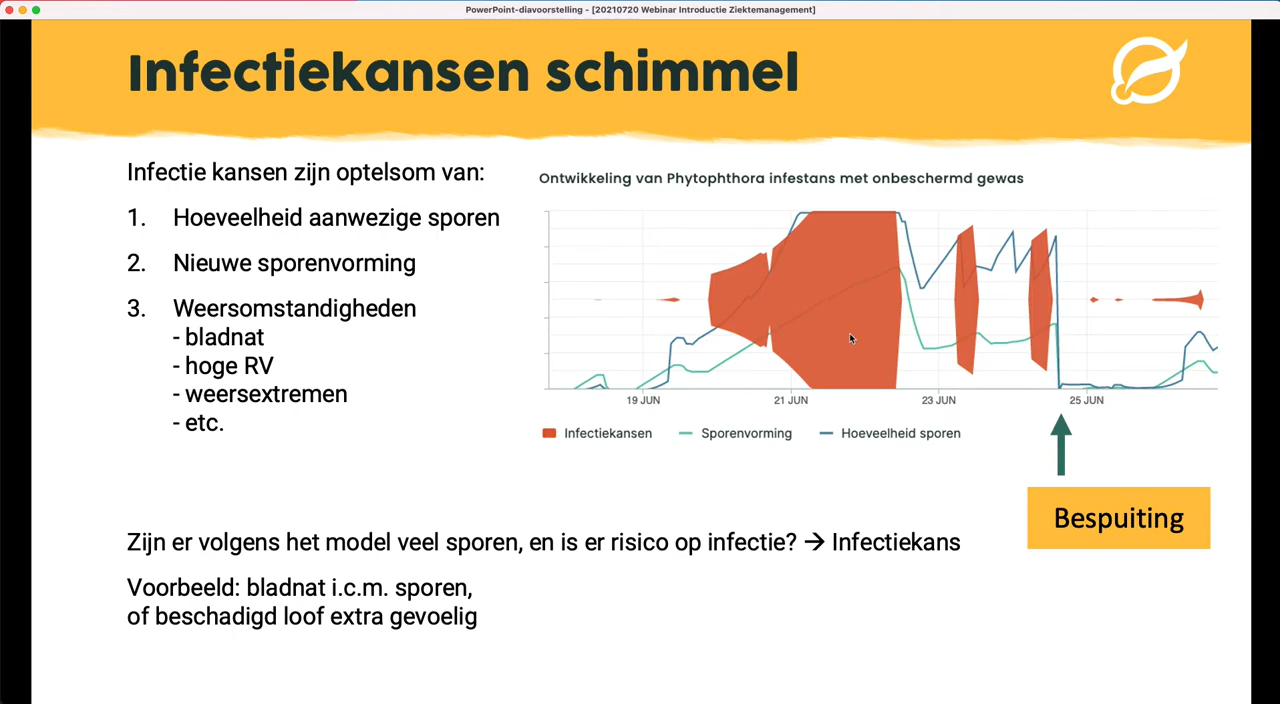 PowerPoint-diavoorstelling - [20210720 Webinar Introductie Ziektemanagement]
Infectiekansen schimmel
Infectie kansen zijn optelsom van:
1. Hoeveelheid aanwezige sporen
2. Nieuwe sporenvorming
3. Weersomstandigheden
- bladnat
- hoge RV
- weersextremen
- etc.
Ontwikkeling van Phytophthora infestans met onbeschermd gewas
19 JUN 21 JUN 23 JUN 25 JUN
Infectiekansen Sporenvorming Hoeveelheid sporen
Bespuiting
Zijn er volgens het model veel sporen, en is er risico op infectie? → Infectiekans
Voorbeeld: bladnat i.c.m. sporen,
of beschadigd loof extra gevoelig